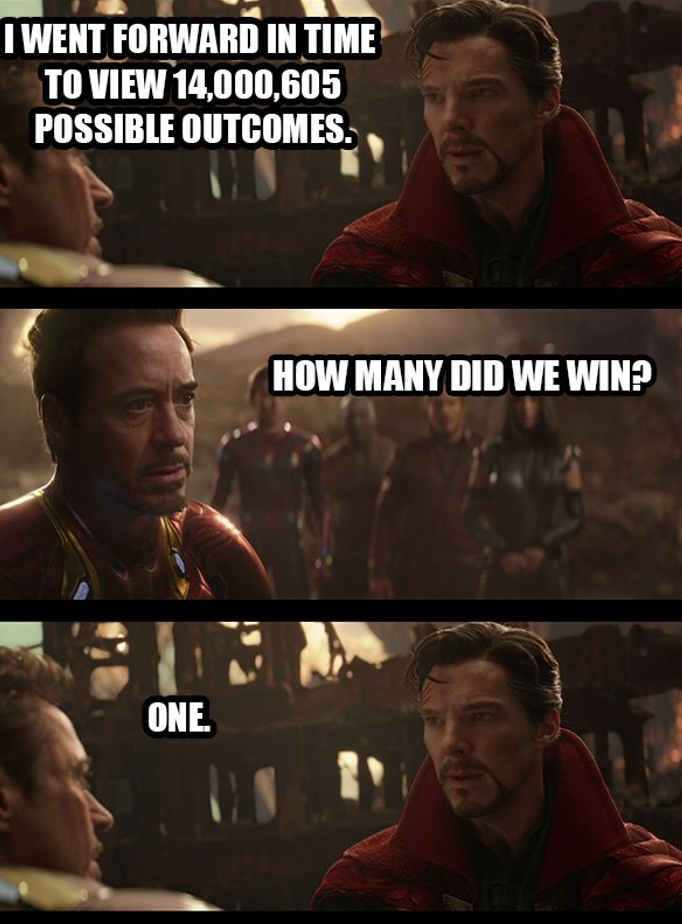 I WENT FORWARD IN TIME
TO VIEW 14,000,605
POSSIBLE OUTCOMES.
HOW MANY DID WE WIN?
ONE.